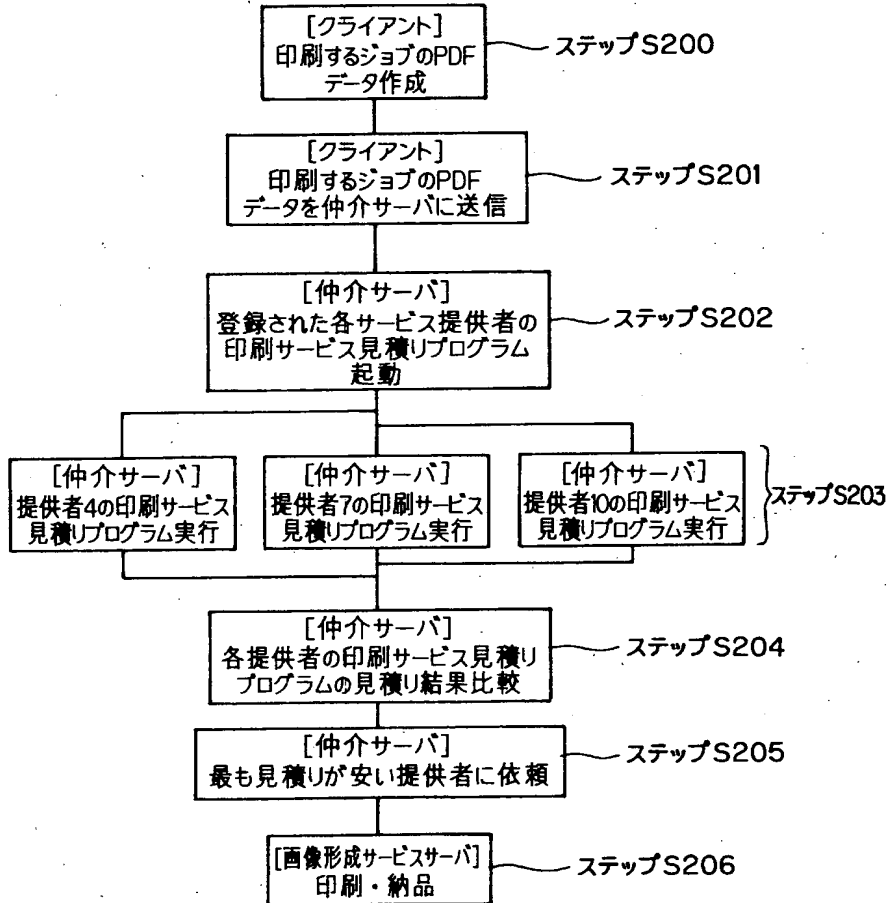 [クライアント]
印刷するジョブのPDF
データ作成
ステップS200
[クライアント]
印刷するジョブのPDF
データを仲介サーバに送信
ステップS201
[仲介サーバ]
登録された各サービス提供者の
印刷サービス見積りプログラム
起動
ステップS202
[仲介サーバ]
提供者4の印刷サービス
見積りプログラム実行
[仲介サーバ]
提供者7の印刷サービス
見積りプログラム実行
[仲介サーバ]
提供者10の印刷サービス
見積りプログラム実行
ステップS203
[仲介サーバ]
各提供者の印刷サービス見積り
プログラムの見積り結果比較
ステップS204
[仲介サーバ]
最も見積りが安い提供者に依頼
ステップS205
[画像形成サービスサーバ]
印刷・納品
ステップS206